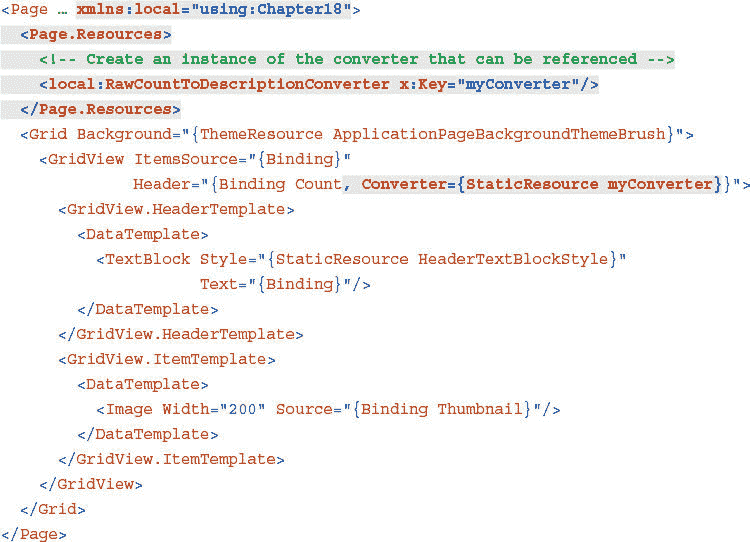 <Page … xmlns:local="using:Chapter18">
  <Page.Resources>
    <!-- Create an instance of the converter that can be referenced -->
    <local:RawCountToDescriptionConverter x:Key="myConverter"/>
  </Page.Resources>
  <Grid Background="{ThemeResource ApplicationPageBackgroundThemeBrush}">
    <GridView ItemsSource="{Binding}"
              Header="{Binding Count, Converter={StaticResource myConverter}}">
      <GridView.HeaderTemplate>
        <DataTemplate>
          <TextBlock Style="{StaticResource HeaderTextBlockStyle}"
                     Text="{Binding}"/>
        </DataTemplate>
      </GridView.HeaderTemplate>
      <GridView.ItemTemplate>
        <DataTemplate>
          <Image Width="200" Source="{Binding Thumbnail}"/>
        </DataTemplate>
      </GridView.ItemTemplate>
    </GridView>
  </Grid>
</Page>